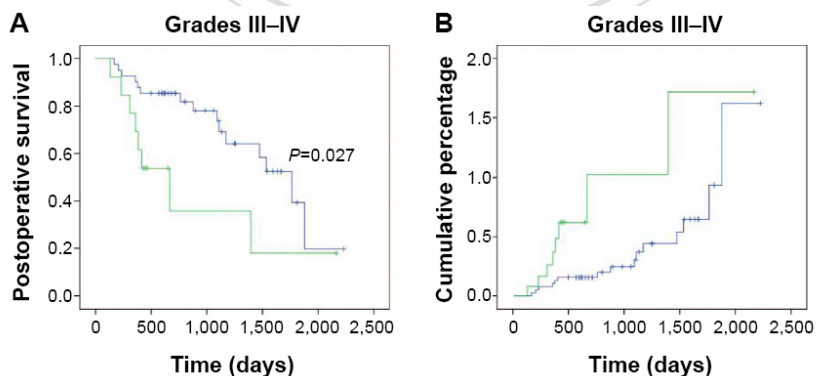 A Grades III–IV
Postoperative survival
1.0
0.8
0.6
0.4
0.2
0.0
P=0.027
0 500 1,000 1,500 2,000 2,500
Time (days)
B Grades III–IV
Cumulative percentage
2.0
1.5
1.0
0.5
0.0
0 500 1,000 1,500 2,000 2,500
Time (days)